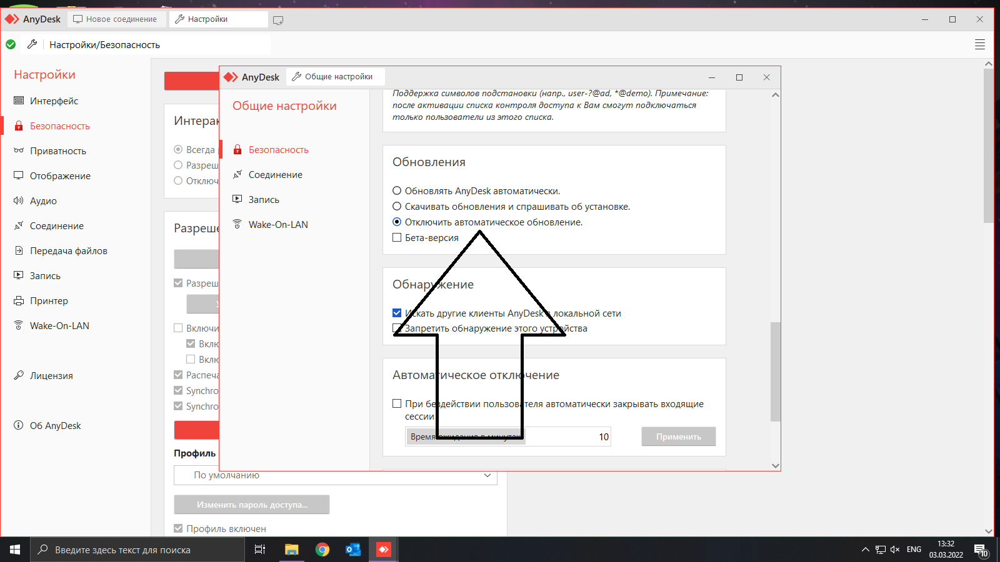 AnyDesk
Новое соединение
Настройки
Настройки/Безопасность
Настройки
Интерфейс
Безопасность
Приватность
Отображение
Аудио
Соединение
Передача файлов
Запись
Принтер
Wake-On-LAN
Лицензия
Об AnyDesk
Интерак
Всегда
Разреш
Отключ
Разреше
Разреш
Включи
Вклю
Вклю
Распеча
Synchro
Synchro
Профиль
По умолчанию
Изменить пароль доступа...
Профиль включен
AnyDesk
Общие настройки
Общие настройки
Безопасность
Соединение
Запись
Wake-On-LAN
Поддержка символов подстановки (напр., user-?@ad, *@demo). Примечание:
после активации списка контроля доступа к Вам смогут подключаться
только пользователи из этого списка.
Обновления
Обновлять AnyDesk автоматически.
Скачивать обновления и спрашивать об установке.
Отключить автоматическое обновление.
Бета-версия
Обнаружение
Искать другие клиенты AnyDesk в локальной сети
Запретить обнаружение этого устройства
Автоматическое отключение
При бездействии пользователя автоматически закрывать входящие
сессии
Время ожидания в минутах
10
Применить
Введите здесь текст для поиска
ENG
13:32
03.03.2022
10